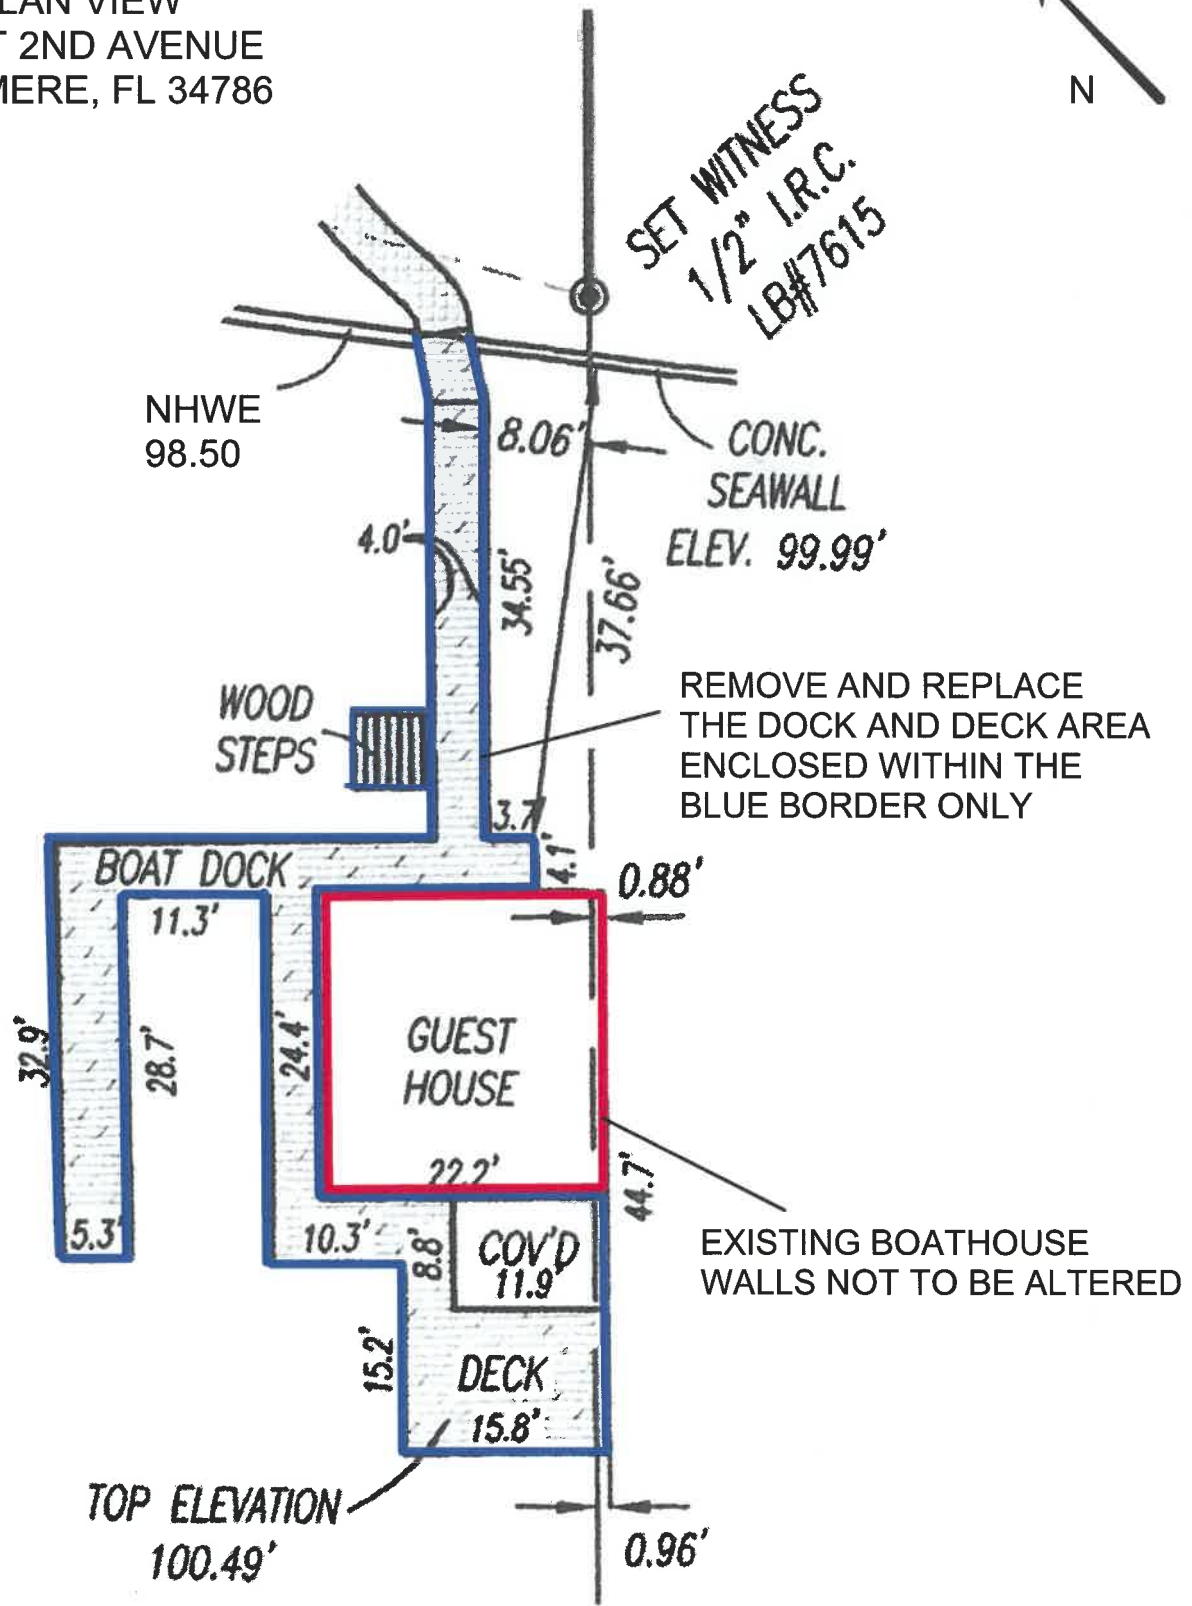 2ND AVENUE
FL 34786
N
SET WITNESS
1/2" I.R.C.
LB#7615
NHWE
98.50
8.06'
CONC.
SEAWALL
ELEV. 99.99'
4.0'
34.55'
37.66'
WOOD
STEPS
REMOVE AND REPLACE
THE DOCK AND DECK AREA
ENCLOSED WITHIN THE
BLUE BORDER ONLY
3.7'
4.1'
BOAT DOCK
0.88'
11.3'
32.9'
28.7'
24.4'
GUEST
HOUSE
22.2'
44.7'
5.3'
10.3'
8.8'
COV'D
11.9'
EXISTING BOATHOUSE
WALLS NOT TO BE ALTERED
15.2'
DECK
15.8'
TOP ELEVATION
100.49'
0.96'